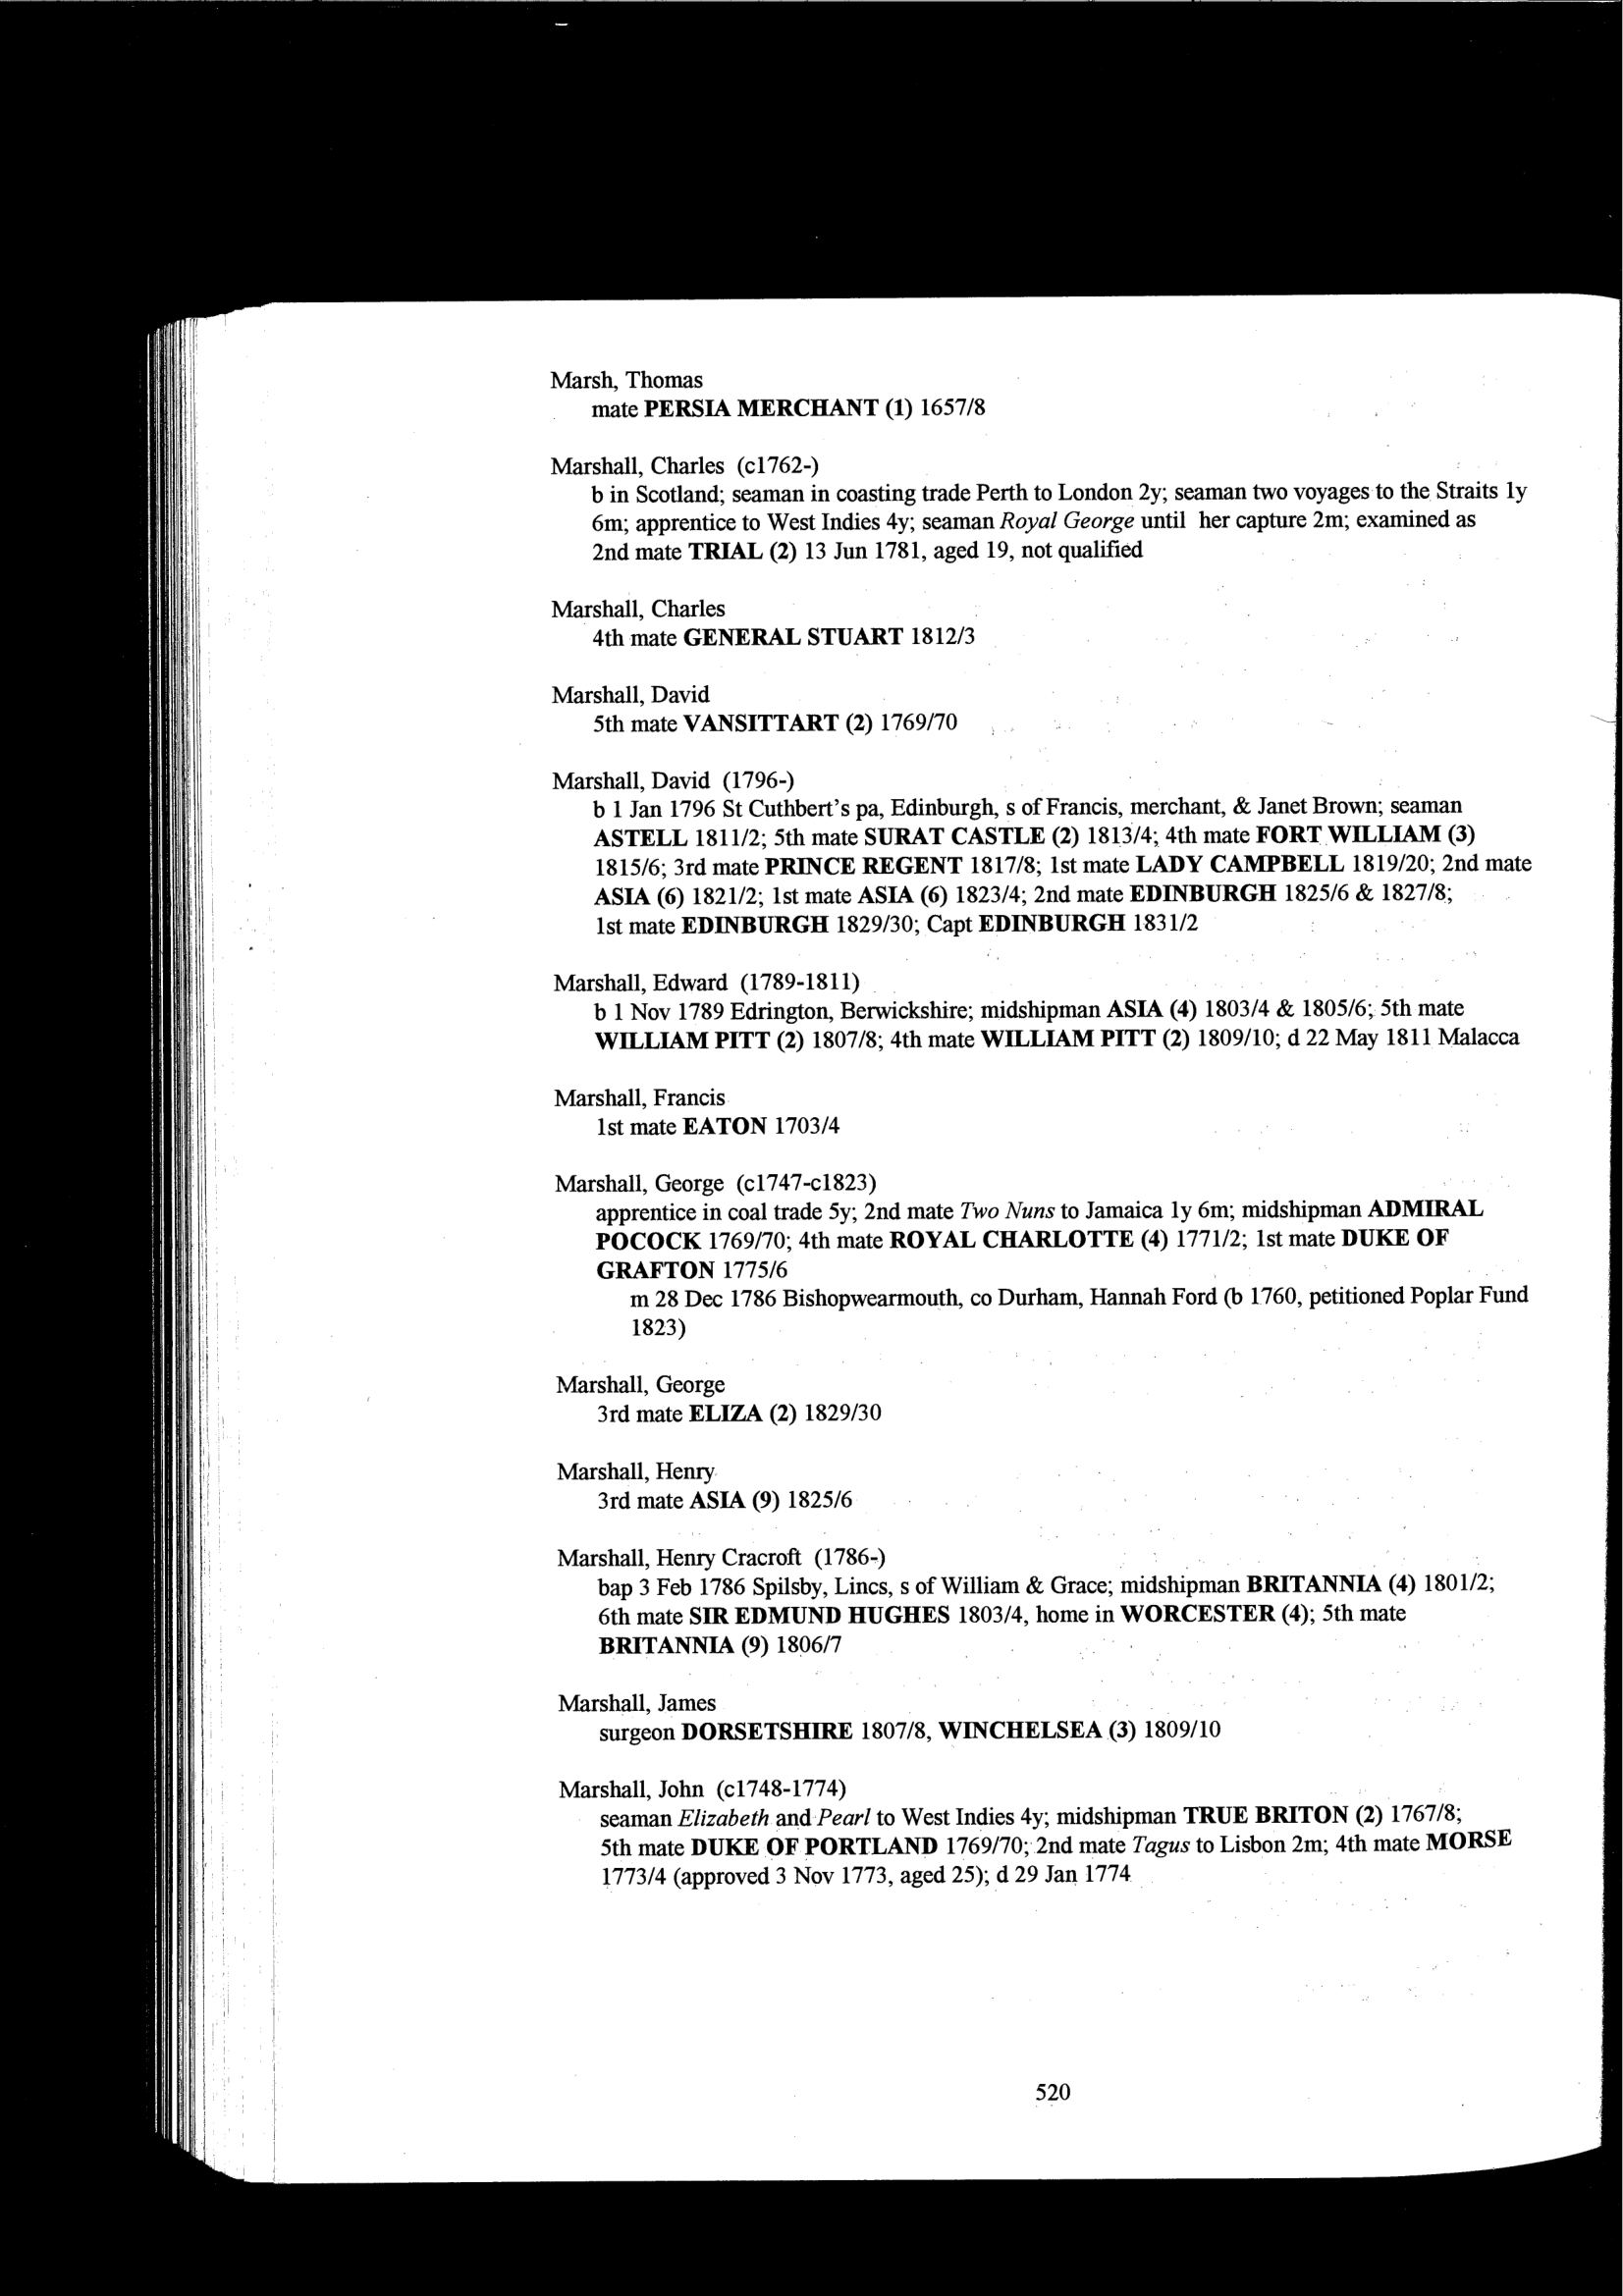 Marsh, Thomas
mate PERSIA MERCHANT (1) 1657/8
Marshall, Charles (c1762-)
b in Scotland; seaman in coasting trade Perth to London 2y; seaman two voyages to the Straits 1y
6m; apprentice to West Indies 4y; seaman Royal George until her capture 2m; examined as
2nd mate TRIAL (2) 13 Jun 1781, aged 19, not qualified
Marshall, Charles
4th mate GENERAL STUART 1812/3
Marshall, David
5th mate VANSITTART (2) 1769/70
Marshall, David (1796-)
b 1 Jan 1796 St Cuthbert's pa, Edinburgh, s of Francis, merchant, & Janet Brown; seaman
ASTELL 1811/2; 5th mate SURAT CASTLE (2) 1813/4; 4th mate FORT WILLIAM (3)
1815/6; 3rd mate PRINCE REGENT 1817/8; 1st mate LADY CAMPBELL 1819/20; 2nd mate
ASIA (6) 1821/2; 1st mate ASIA (6) 1823/4; 2nd mate EDINBURGH 1825/6 & 1827/8;
1st mate EDINBURGH 1829/30; Capt EDINBURGH 1831/2
Marshall, Edward (1789-1811)
b 1 Nov 1789 Edrington, Berwickshire; midshipman ASIA (4) 1803/4 & 1805/6; 5th mate
WILLIAM PITT (2) 1807/8; 4th mate WILLIAM PITT (2) 1809/10; d 22 May 1811 Malacca
Marshall, Francis
1st mate EATON 1703/4
Marshall, George (c1747-c1823)
apprentice in coal trade 5y; 2nd mate Two Nuns to Jamaica 1y 6m; midshipman ADMIRAL
POCOCK 1769/70; 4th mate ROYAL CHARLOTTE (4) 1771/2; 1st mate DUKE OF
GRAFTON 1775/6
m 28 Dec 1786 Bishopwearmouth, co Durham, Hannah Ford (b 1760, petitioned Poplar Fund
1823)
Marshall, George
3rd mate ELIZA (2) 1829/30
Marshall, Henry
3rd mate ASIA (9) 1825/6
Marshall, Henry Cracroft (1786-)
bap 3 Feb 1786 Spilsby, Lincs, s of William & Grace; midshipman BRITANNIA (4) 1801/2;
6th mate SIR EDMUND HUGHES 1803/4, home in WORCESTER (4); 5th mate
BRITANNIA (9) 1806/7
Marshall, James
surgeon DORSETSHIRE 1807/8, WINCHELSEA (3) 1809/10
Marshall, John (c1748-1774)
seaman Elizabeth and Pearl to West Indies 4y; midshipman TRUE BRITON (2) 1767/8;
5th mate DUKE OF PORTLAND 1769/70; 2nd mate Tagus to Lisbon 2m; 4th mate MORSE
1773/4 (approved 3 Nov 1773, aged 25); d 29 Jan 1774
520